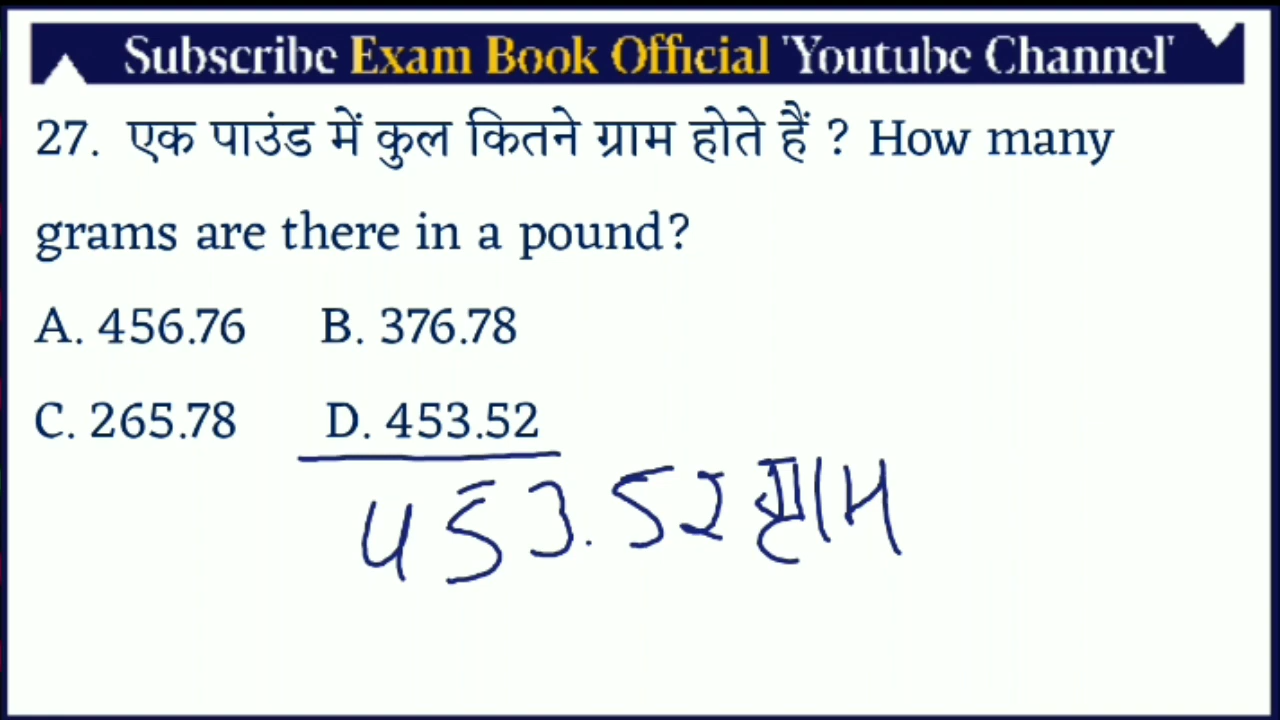 Subscribe Exam Book Official 'Youtube Channel'
27. एक पाउंड में कुल कितने ग्राम होते हैं ? How many
grams are there in a pound?
A. 456.76 B. 376.78
C. 265.78 D. 453.52
453.52 ग्राम